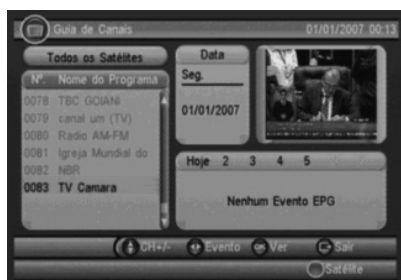 Guia de Canais 01/01/2007 00:13
Todos os Satélites
Nº. Nome do Programa
0078 TBC GOIANI
0079 canal um (TV)
0080 Radio AM-FM
0081 Igreja Mundial do
0082 NBR
0083 TV Camara
Data
Seg.
01/01/2007
Hoje 2 3 4 5
Nenhum Evento EPG
CH+/- Evento OK Ver Sair
Satélite